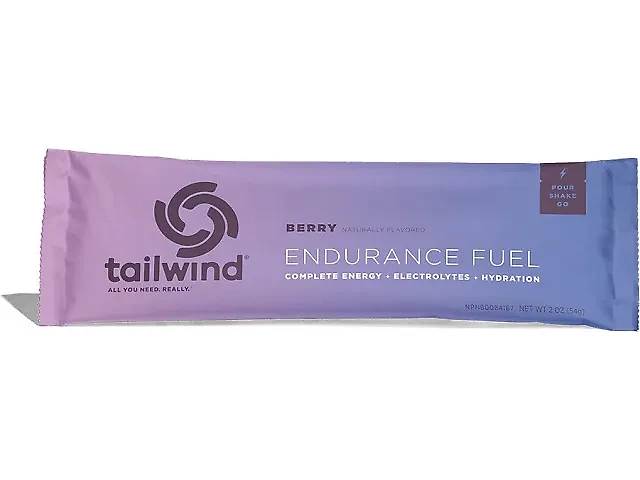 tailwind®
ALL YOU NEED. REALLY.
BERRY NATURALLY FLAVORED
ENDURANCE FUEL
COMPLETE ENERGY + ELECTROLYTES + HYDRATION
POUR
SHAKE
GO
NPN80084167 NET WT 2 OZ (54g)